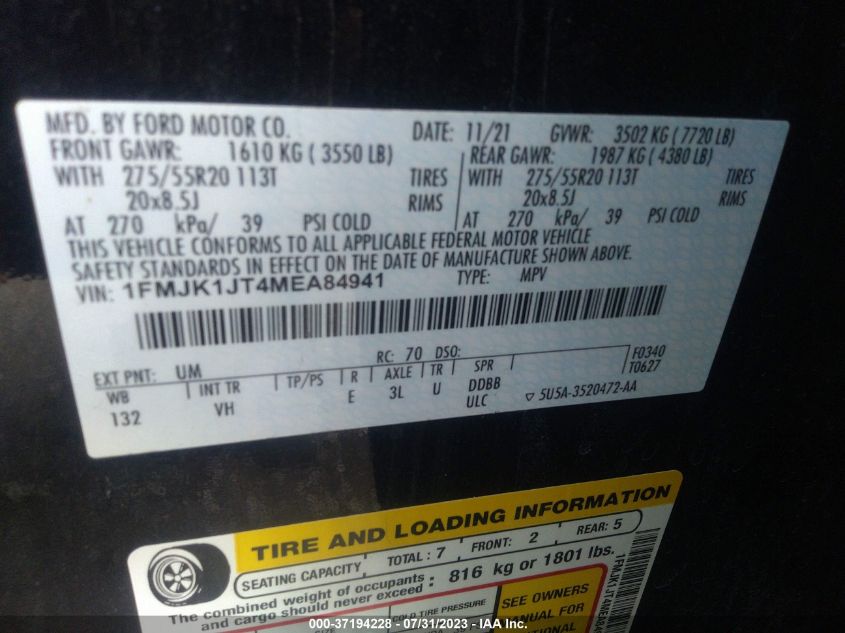 MFD. BY FORD MOTOR CO. DATE: 11/21 GVWR: 3502 KG ( 7720 LB)
FRONT GAWR: 1610 KG ( 3550 LB) REAR GAWR: 1987 KG ( 4380 LB)
WITH 275/55R20 113T TIRES WITH 275/55R20 113T TIRES
20x8.5J RIMS 20x8.5J RIMS
AT 270 kPa/ 39 PSI COLD AT 270 kPa/ 39 PSI COLD
THIS VEHICLE CONFORMS TO ALL APPLICABLE FEDERAL MOTOR VEHICLE
SAFETY STANDARDS IN EFFECT ON THE DATE OF MANUFACTURE SHOWN ABOVE.
VIN: 1FMJK1JT4MEA84941 TYPE: MPV
EXT PNT: UM RC: 70 DSO: F0340
WB INT TR TP/PS R AXLE TR SPR T0627
132 VH E 3L U DDBB
ULC ▽ 5U5A-3520472-AA
TIRE AND LOADING INFORMATION
SEATING CAPACITY TOTAL : 7 FRONT: 2 REAR: 5
The combined weight of occupants : 816 kg or 1801 lbs.
and cargo should never exceed
SIZE COLD TIRE PRESSURE SEE OWNERS
MANUAL FOR
000-37194228 - 07/31/2023 - IAA Inc.